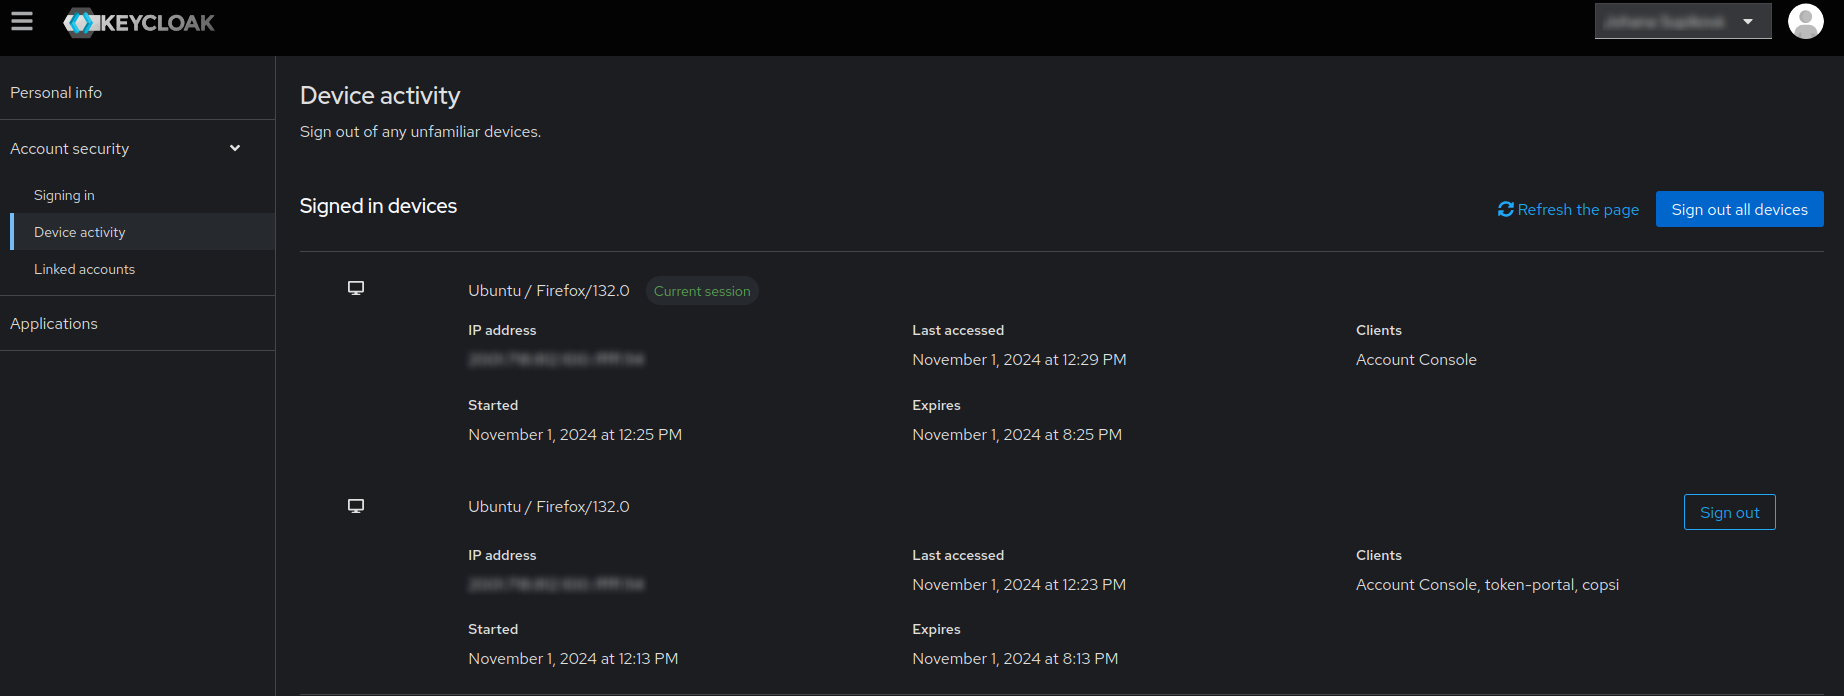 KEYCLOAK
Personal info
Account security
Signing in
Device activity
Linked accounts
Applications
Device activity
Sign out of any unfamiliar devices.
Signed in devices
Refresh the page
Sign out all devices
Ubuntu / Firefox/132.0 Current session
IP address Last accessed Clients
November 1, 2024 at 12:29 PM Account Console
Started Expires
November 1, 2024 at 12:25 PM November 1, 2024 at 8:25 PM
Ubuntu / Firefox/132.0
Sign out
IP address Last accessed Clients
November 1, 2024 at 12:23 PM Account Console, token-portal, copsi
Started Expires
November 1, 2024 at 12:13 PM November 1, 2024 at 8:13 PM